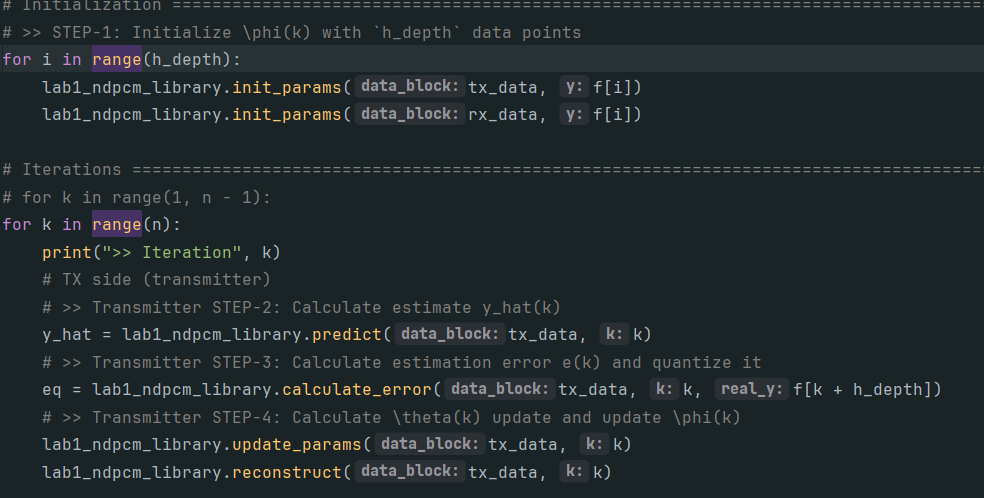 # Initialization ==================================================================================
# >> STEP-1: Initialize \phi(k) with `h_depth` data points
for i in range(h_depth):
    lab1_ndpcm_library.init_params( data_block: tx_data, y: f[i])
    lab1_ndpcm_library.init_params( data_block: rx_data, y: f[i])
# Iterations ======================================================================================
# for k in range(1, n - 1):
for k in range(n):
    print(">> Iteration", k)
    # TX side (transmitter)
    # >> Transmitter STEP-2: Calculate estimate y_hat(k)
    y_hat = lab1_ndpcm_library.predict( data_block: tx_data, k: k)
    # >> Transmitter STEP-3: Calculate estimation error e(k) and quantize it
    eq = lab1_ndpcm_library.calculate_error( data_block: tx_data, k: k, real_y: f[k + h_depth])
    # >> Transmitter STEP-4: Calculate \theta(k) update and update \phi(k)
    lab1_ndpcm_library.update_params( data_block: tx_data, k: k)
    lab1_ndpcm_library.reconstruct( data_block: tx_data, k: k)